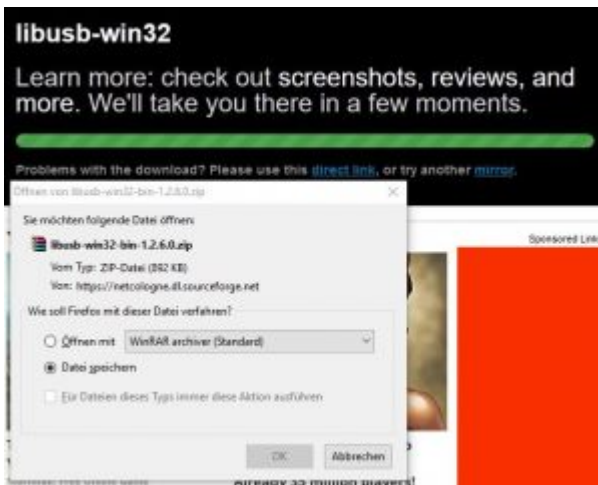 libusb-win32
Learn more: check out screenshots, reviews, and
more. We'll take you there in a few moments.
Problems with the download? Please use this direct link, or try another mirror.
Öffnen von libusb-win32-bin-1.2.6.0.zip
Sie möchten folgende Datei öffnen:
libusb-win32-bin-1.2.6.0.zip
Vom Typ: ZIP-Datei (892 KB)
Von: https://netcologne.dl.sourceforge.net
Sponsored Link
Wie soll Firefox mit dieser Datei verfahren?
Öffnen mit WinRAR archiver (Standard)
Datei speichern
Für Dateien dieses Typs immer diese Aktion ausführen
OK Abbrechen
Already 35 million players!